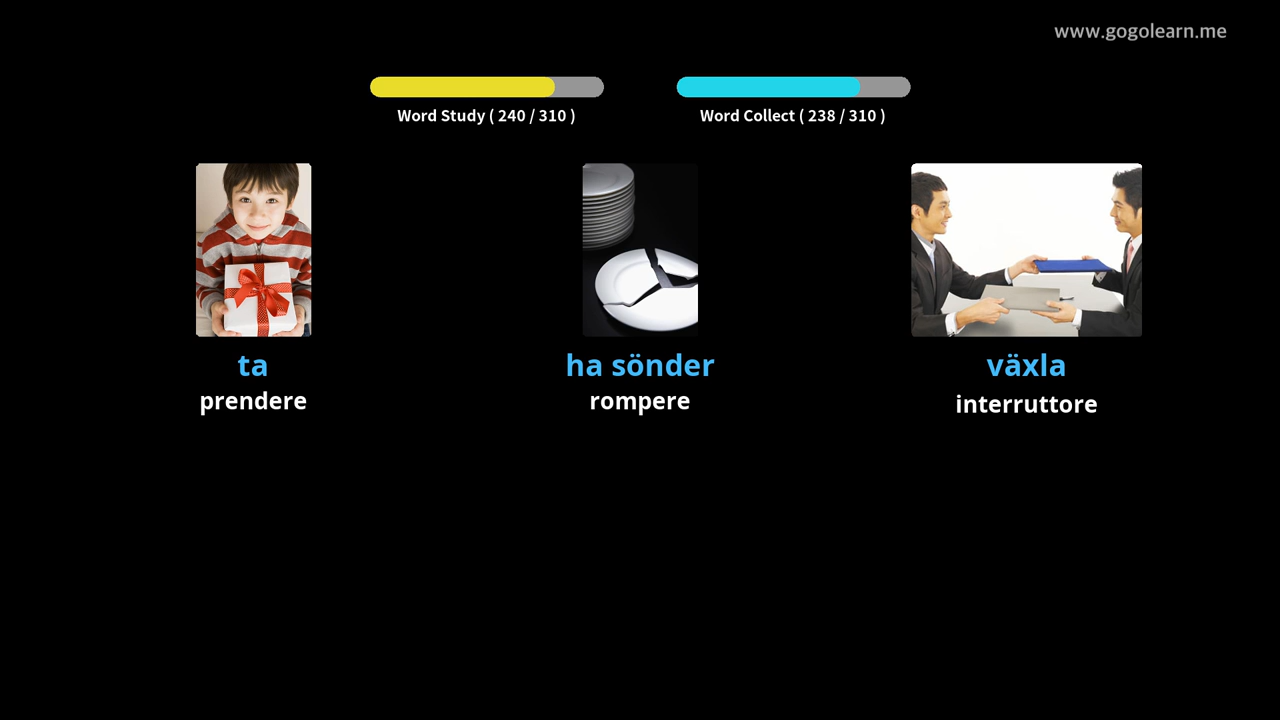 www.gogolearn.me
Word Study ( 240 / 310 )
Word Collect ( 238 / 310 )
ta
prendere
ha sönder
rompere
växla
interruttore